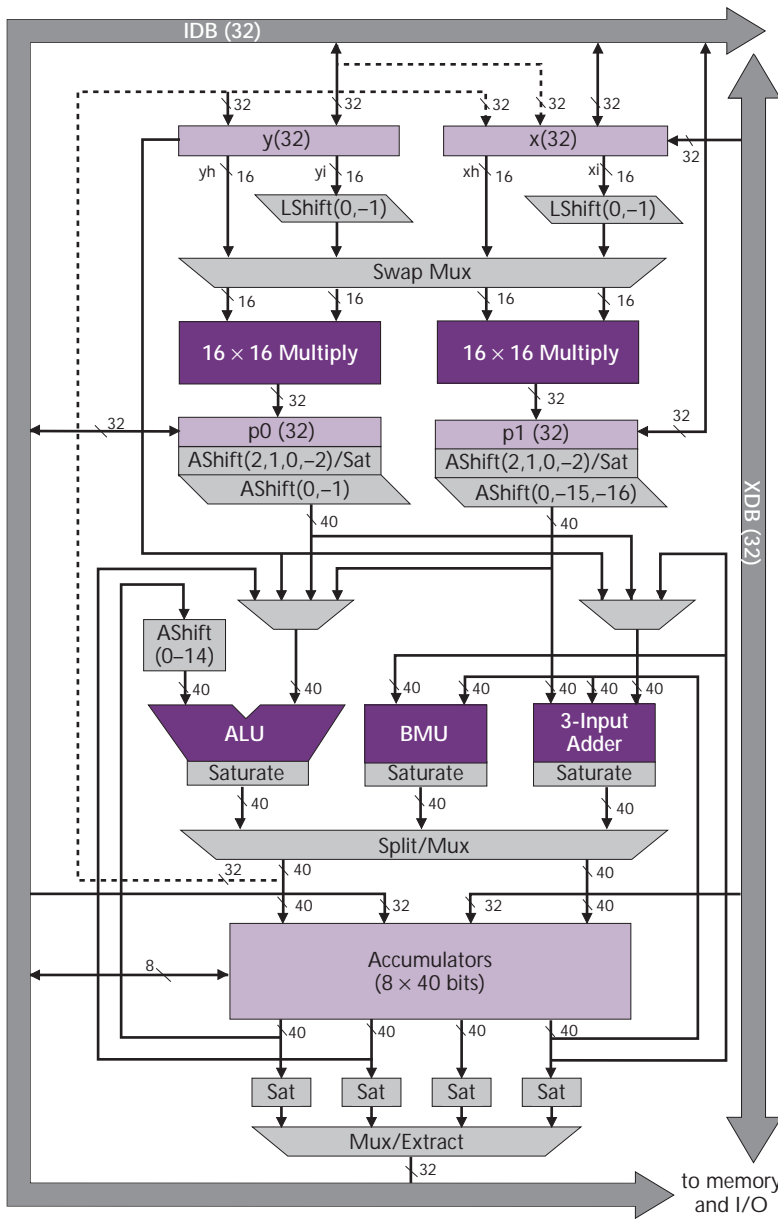 IDB (32)
32 32 32 32 32
y(32)
x(32)
32
yh 16 yi 16 xh 16 xi 16
LShift(0,–1)
LShift(0,–1)
Swap Mux
16 16 16 16
16 × 16 Multiply
16 × 16 Multiply
32 32
32
p0 (32)
p1 (32)
32
AShift(2,1,0,–2)/Sat
AShift(2,1,0,–2)/Sat
AShift(0,–1)
AShift(0,–15,–16)
XDB (32)
40 40
AShift
(0–14)
40 40 40 40 40 40 40
ALU
BMU
3-Input
Adder
Saturate
Saturate
Saturate
40 40 40
Split/Mux
32 40 40
40 32 32 40
Accumulators
(8 × 40 bits)
8
40 40 40 40
Sat Sat Sat Sat
Mux/Extract
32
to memory
and I/O